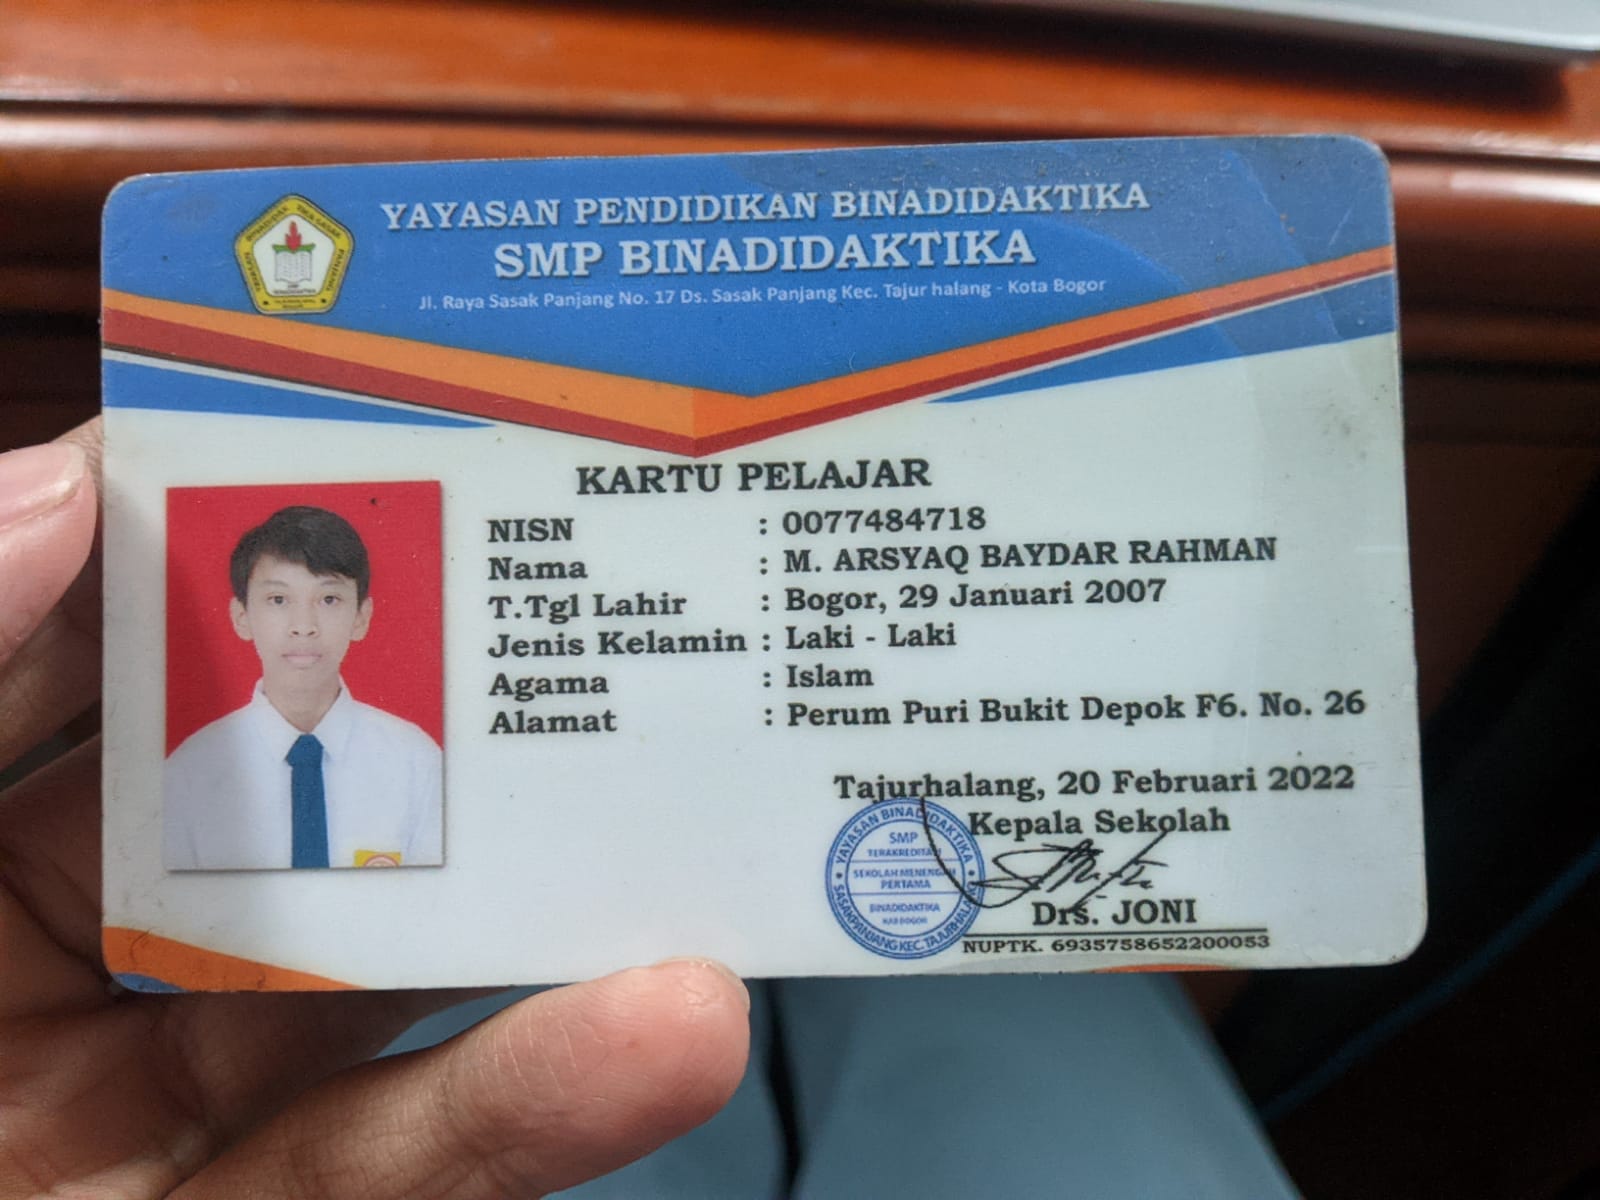 YAYASAN PENDIDIKAN BINADIDAKTIKA
SMP BINADIDAKTIKA
Jl. Raya Sasak Panjang No. 17 Ds. Sasak Panjang Kec. Tajur halang - Kota Bogor
KARTU PELAJAR
NISN : 0077484718
Nama : M. ARSYAQ BAYDAR RAHMAN
T.Tgl Lahir : Bogor, 29 Januari 2007
Jenis Kelamin : Laki - Laki
Agama : Islam
Alamat : Perum Puri Bukit Depok F6. No. 26
Tajurhalang, 20 Februari 2022
Kepala Sekolah
YAYASAN BINADIDAKTIKA
SMP
TERAKREDITASI
SEKOLAH MENENGAH
PERTAMA
BINADIDAKTIKA
KAB BOGOR
SASAKPANJANG KEC. TAJURHALANG
Drs. JONI
NUPTK. 6935758652200053